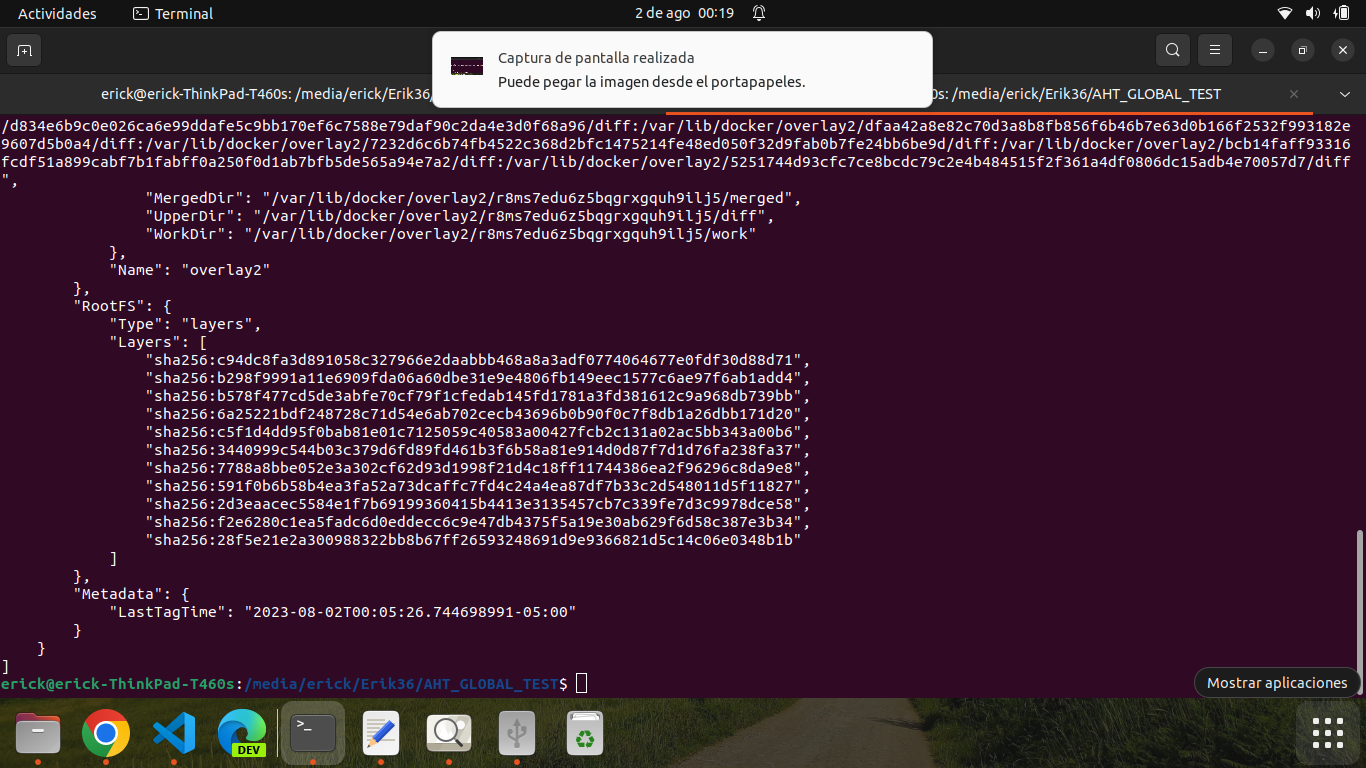 Actividades
Terminal
2 de ago 00:19
Captura de pantalla realizada
Puede pegar la imagen desde el portapapeles.
erick@erick-ThinkPad-T460s: /media/erick/Erik36/
0s: /media/erick/Erik36/AHT_GLOBAL_TEST
/d834e6b9c0e026ca6e99ddafe5c9bb170ef6c7588e79daf90c2da4e3d0f68a96/diff:/var/lib/docker/overlay2/dfaa42a8e82c70d3a8b8fb856f6b46b7e63d0b166f2532f993182e
9607d5b0a4/diff:/var/lib/docker/overlay2/7232d6c6b74fb4522c368d2bfc1475214fe48ed050f32d9fab0b7fe24bb6be9d/diff:/var/lib/docker/overlay2/bcb14faff93316
fcdf51a899cabf7b1fabff0a250f0d1ab7bfb5de565a94e7a2/diff:/var/lib/docker/overlay2/5251744d93cfc7ce8bcdc79c2e4b484515f2f361a4df0806dc15adb4e70057d7/diff
",
"MergedDir": "/var/lib/docker/overlay2/r8ms7edu6z5bqgrxgquh9ilj5/merged",
"UpperDir": "/var/lib/docker/overlay2/r8ms7edu6z5bqgrxgquh9ilj5/diff",
"WorkDir": "/var/lib/docker/overlay2/r8ms7edu6z5bqgrxgquh9ilj5/work"
},
"Name": "overlay2"
},
"RootFS": {
"Type": "layers",
"Layers": [
"sha256:c94dc8fa3d891058c327966e2daabbb468a8a3adf0774064677e0fdf30d88d71",
"sha256:b298f9991a11e6909fda06a60dbe31e9e4806fb149eec1577c6ae97f6ab1add4",
"sha256:b578f477cd5de3abfe70cf79f1cfedab145fd1781a3fd381612c9a968db739bb",
"sha256:6a25221bdf248728c71d54e6ab702cecb43696b0b90f0c7f8db1a26dbb171d20",
"sha256:c5f1d4dd95f0bab81e01c7125059c40583a00427fcb2c131a02ac5bb343a00b6",
"sha256:3440999c544b03c379d6fd89fd461b3f6b58a81e914d0d87f7d1d76fa238fa37",
"sha256:7788a8bbe052e3a302cf62d93d1998f21d4c18ff11744386ea2f96296c8da9e8",
"sha256:591f0b6b58b4ea3fa52a73dcaffc7fd4c24a4ea87df7b33c2d548011d5f11827",
"sha256:2d3eaacec5584e1f7b69199360415b4413e3135457cb7c339fe7d3c9978dce58",
"sha256:f2e6280c1ea5fadc6d0eddecc6c9e47db4375f5a19e30ab629f6d58c387e3b34",
"sha256:28f5e21e2a300988322bb8b67ff26593248691d9e9366821d5c14c06e0348b1b"
]
},
"Metadata": {
"LastTagTime": "2023-08-02T00:05:26.744698991-05:00"
}
}
]
erick@erick-ThinkPad-T460s:/media/erick/Erik36/AHT_GLOBAL_TEST$
Mostrar aplicaciones
>_
DEV